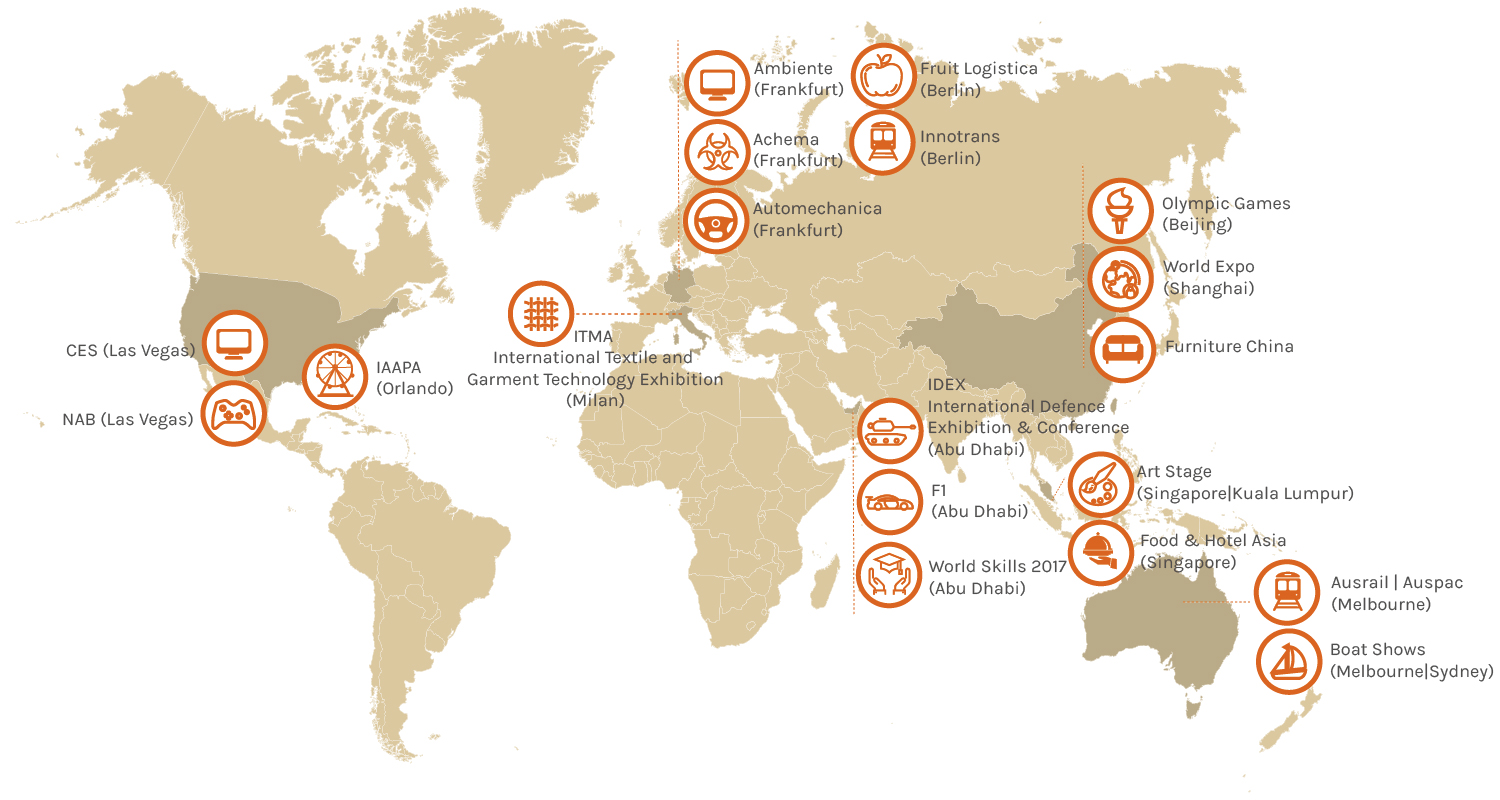 Ambiente
(Frankfurt)
Fruit Logistica
(Berlin)
Achema
(Frankfurt)
Innotrans
(Berlin)
Automechanica
(Frankfurt)
Olympic Games
(Beijing)
World Expo
(Shanghai)
Furniture China
CES (Las Vegas)
IAAPA
(Orlando)
NAB (Las Vegas)
ITMA
International Textile and
Garment Technology Exhibition
(Milan)
IDEX
International Defence
Exhibition & Conference
(Abu Dhabi)
F1
(Abu Dhabi)
World Skills 2017
(Abu Dhabi)
Art Stage
(Singapore|Kuala Lumpur)
Food & Hotel Asia
(Singapore)
Ausrail | Auspac
(Melbourne)
Boat Shows
(Melbourne|Sydney)